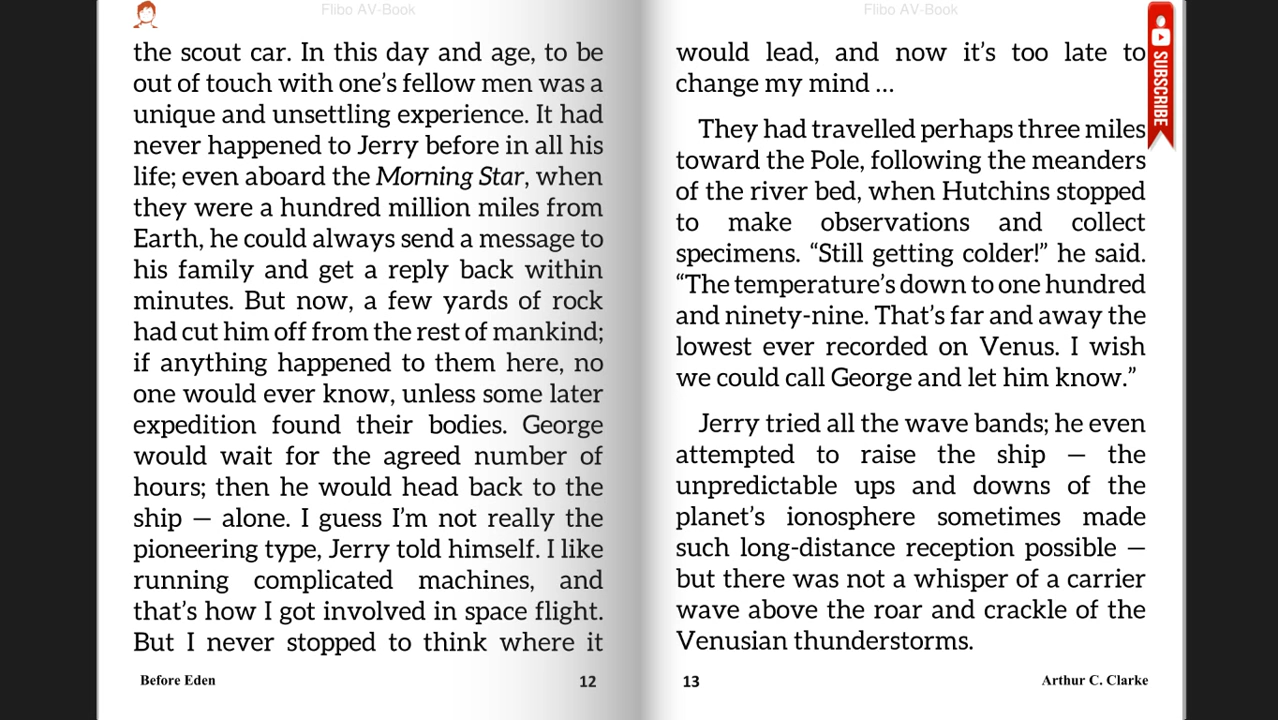 Flibo AV-Book
the scout car. In this day and age, to be
out of touch with one’s fellow men was a
unique and unsettling experience. It had
never happened to Jerry before in all his
life; even aboard the Morning Star, when
they were a hundred million miles from
Earth, he could always send a message to
his family and get a reply back within
minutes. But now, a few yards of rock
had cut him off from the rest of mankind;
if anything happened to them here, no
one would ever know, unless some later
expedition found their bodies. George
would wait for the agreed number of
hours; then he would head back to the
ship — alone. I guess I’m not really the
pioneering type, Jerry told himself. I like
running complicated machines, and
that’s how I got involved in space flight.
But I never stopped to think where it
Before Eden 12
Flibo AV-Book
would lead, and now it’s too late to
change my mind ...
They had travelled perhaps three miles
toward the Pole, following the meanders
of the river bed, when Hutchins stopped
to make observations and collect
specimens. “Still getting colder!” he said.
“The temperature’s down to one hundred
and ninety-nine. That’s far and away the
lowest ever recorded on Venus. I wish
we could call George and let him know.”
Jerry tried all the wave bands; he even
attempted to raise the ship — the
unpredictable ups and downs of the
planet’s ionosphere sometimes made
such long-distance reception possible —
but there was not a whisper of a carrier
wave above the roar and crackle of the
Venusian thunderstorms.
13 Arthur C. Clarke
SUBSCRIBE